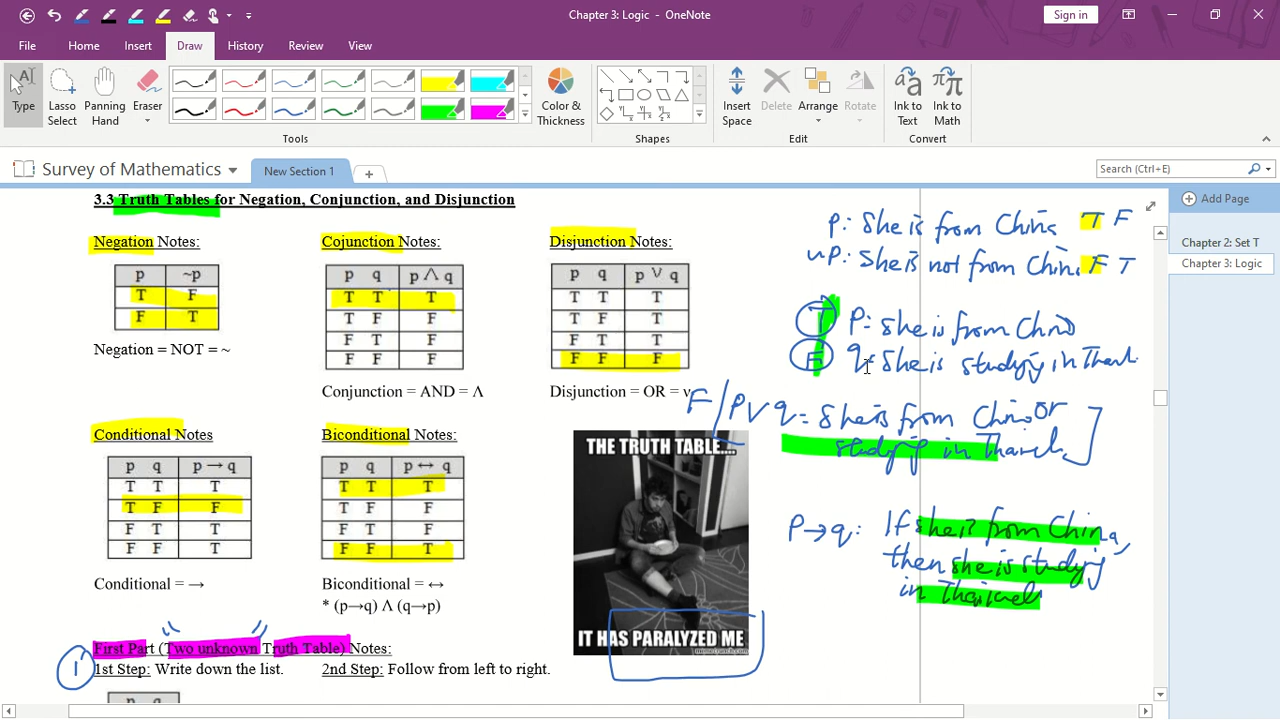 Chapter 3: Logic - OneNote
Sign in
File Home Insert Draw History Review View
Type
Lasso Select
Panning Hand
Eraser
Color & Thickness
Insert Space
Delete
Arrange
Rotate
Ink to Text
Ink to Math
Tools
Shapes
Edit
Convert
Survey of Mathematics
New Section 1
Search (Ctrl+E)
Add Page
Chapter 2: Set T
Chapter 3: Logic
3.3 Truth Tables for Negation, Conjunction, and Disjunction
Negation Notes:
p ~p
T F
F T
Negation = NOT = ~
Cojunction Notes:
p q p Λ q
T T T
T F F
F T F
F F F
Conjunction = AND = Λ
Disjunction Notes:
p q p V q
T T T
T F T
F T T
F F F
Disjunction = OR = v
Conditional Notes
p q p → q
T T T
T F F
F T T
F F T
Conditional = →
Biconditional Notes:
p q p ↔ q
T T T
T F F
F T F
F F T
Biconditional = ↔
* (p→q) Λ (q→p)
THE TRUTH TABLE....
IT HAS PARALYZED ME
First Part (Two unknown Truth Table) Notes:
1
1st Step: Write down the list. 2nd Step: Follow from left to right.
p q
p: She is from China T F
~p: She is not from China F T
T p: She is from China
F q: She is studying in
F / p V q = She is from China or
studying in
p → q: If she is from China,
then she is studying
in